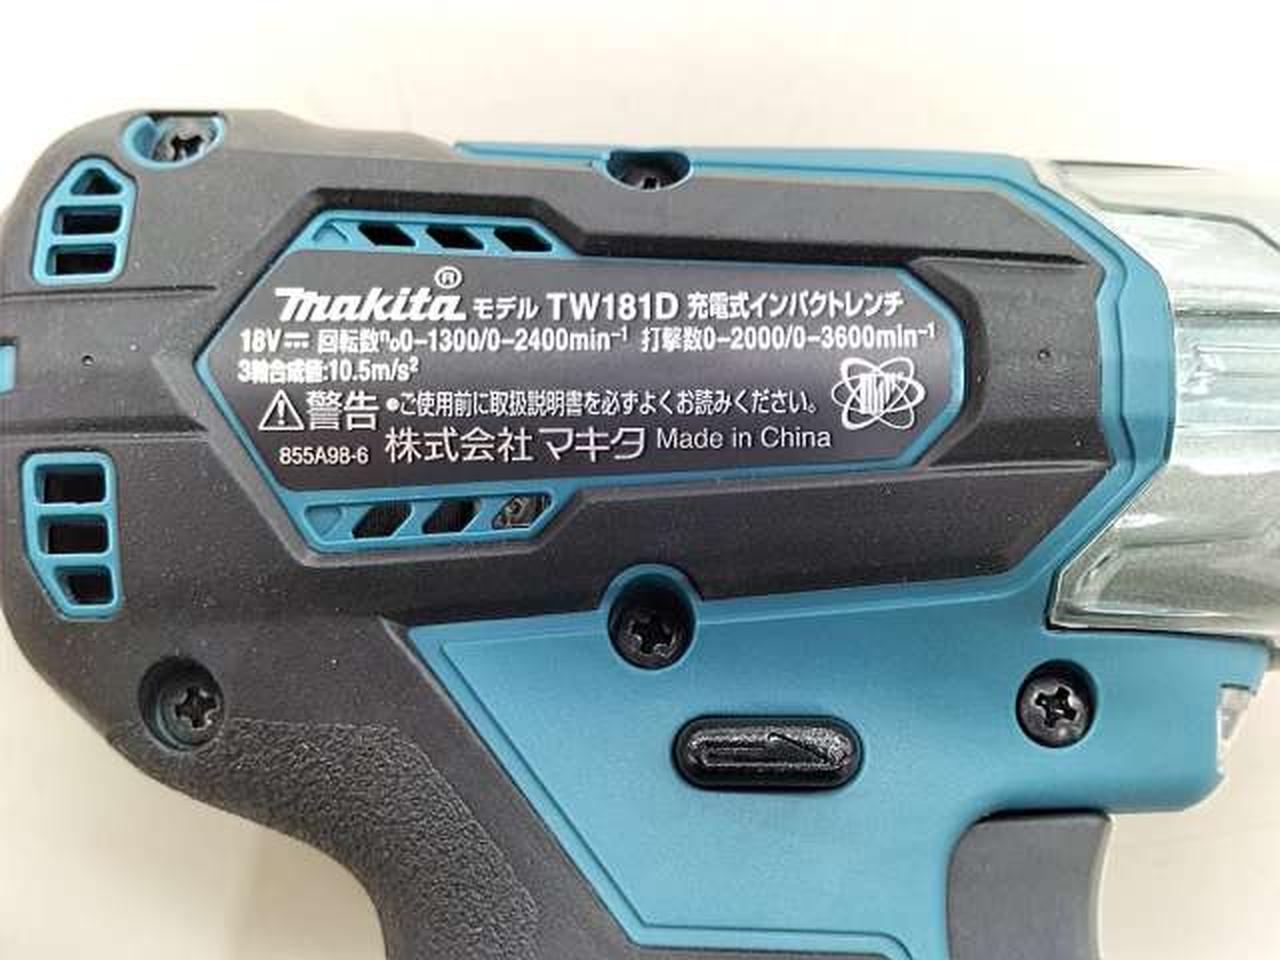 makita® モデル TW181D 充電式インパクトレンチ
18V⎓ 回転数n₀0-1300/0-2400min⁻¹ 打撃数0-2000/0-3600min⁻¹
3軸合成値:10.5m/s²
⚠警告 ●ご使用前に取扱説明書を必ずよくお読みください。
855A98-6 株式会社マキタ Made in China